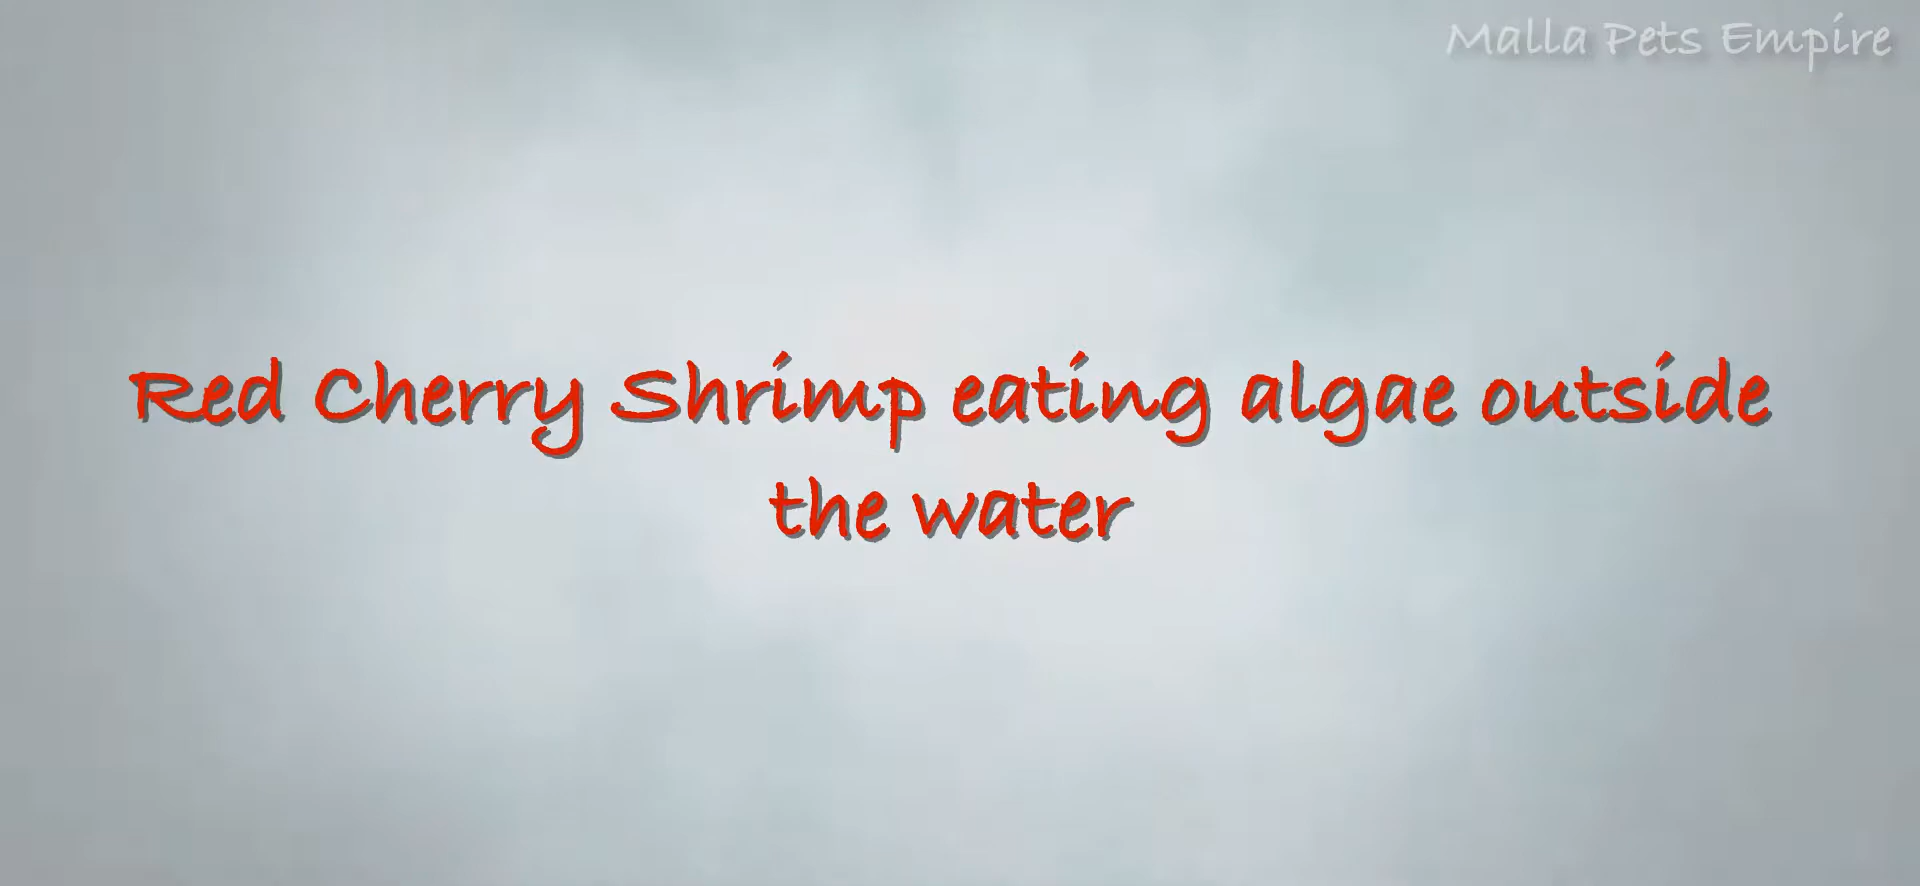 Malla Pets Empire
Red Cherry Shrimp eating algae outside
the water